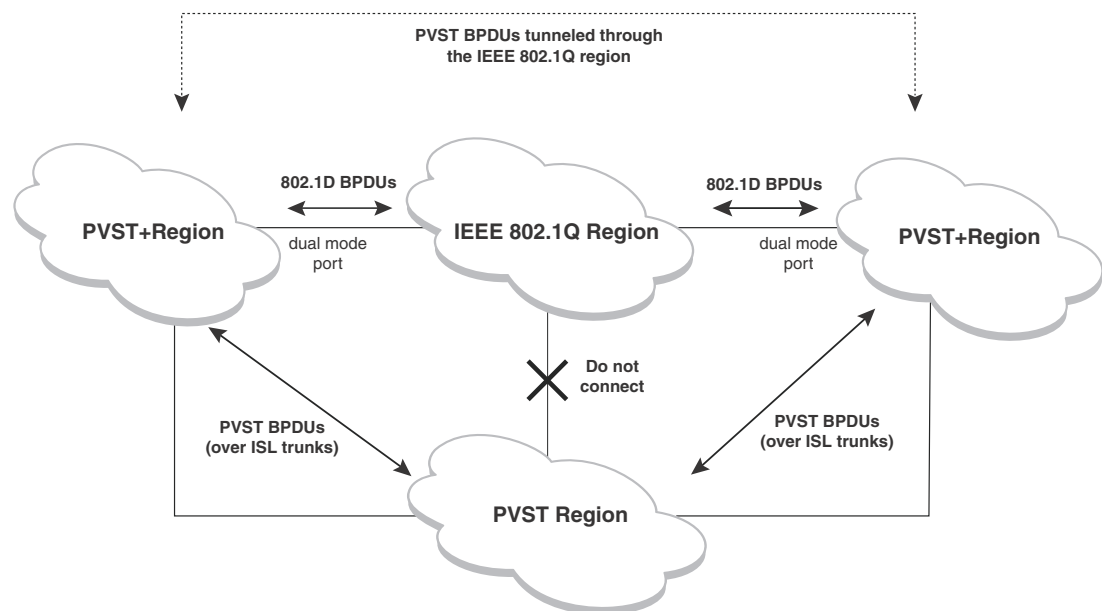 PVST BPDUs tunneled through
the IEEE 802.1Q region
802.1D BPDUs
802.1D BPDUs
PVST+Region
IEEE 802.1Q Region
PVST+Region
dual mode
port
dual mode
port
Do not
connect
PVST BPDUs
(over ISL trunks)
PVST BPDUs
(over ISL trunks)
PVST Region